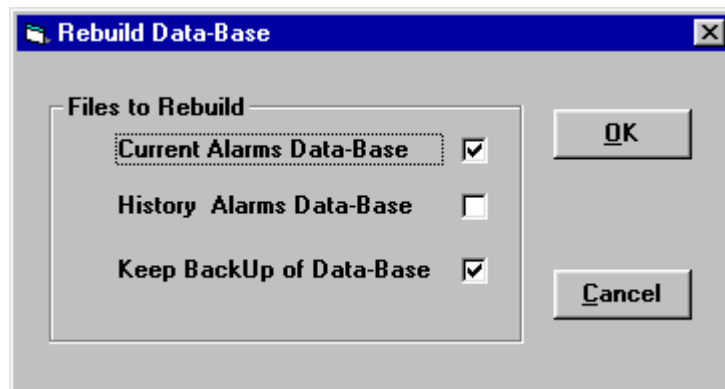 Rebuild Data-Base
Files to Rebuild
Current Alarms Data-Base
History  Alarms Data-Base
Keep BackUp of Data-Base
OK
Cancel